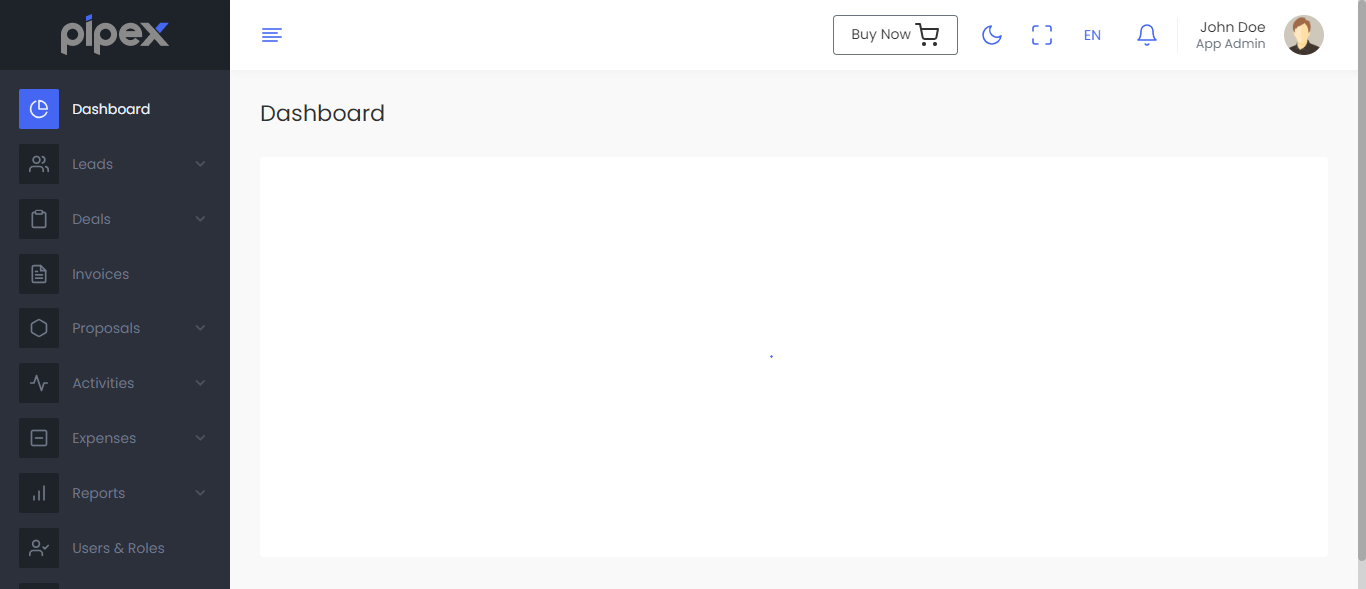 pipex
Buy Now
EN
John Doe
App Admin
Dashboard
Leads
Deals
Invoices
Proposals
Activities
Expenses
Reports
Users & Roles
Dashboard